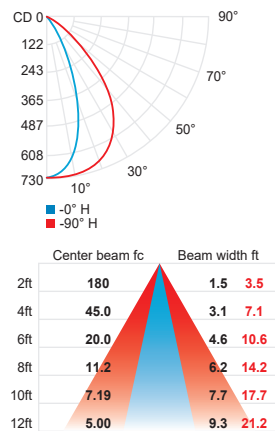 CD 0
90°
122
243
70°
365
487
50°
608
30°
730
10°
-0° H
-90° H
Center beam fc Beam width ft
2ft 180 1.5 3.5
4ft 45.0 3.1 7.1
6ft 20.0 4.6 10.6
8ft 11.2 6.2 14.2
10ft 7.19 7.7 17.7
12ft 5.00 9.3 21.2